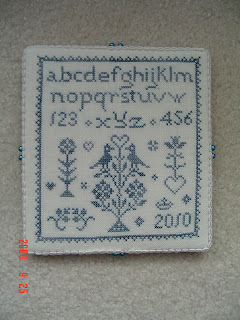 abcdefghijklm
nopqrstuvw
123 xyz 456
2010